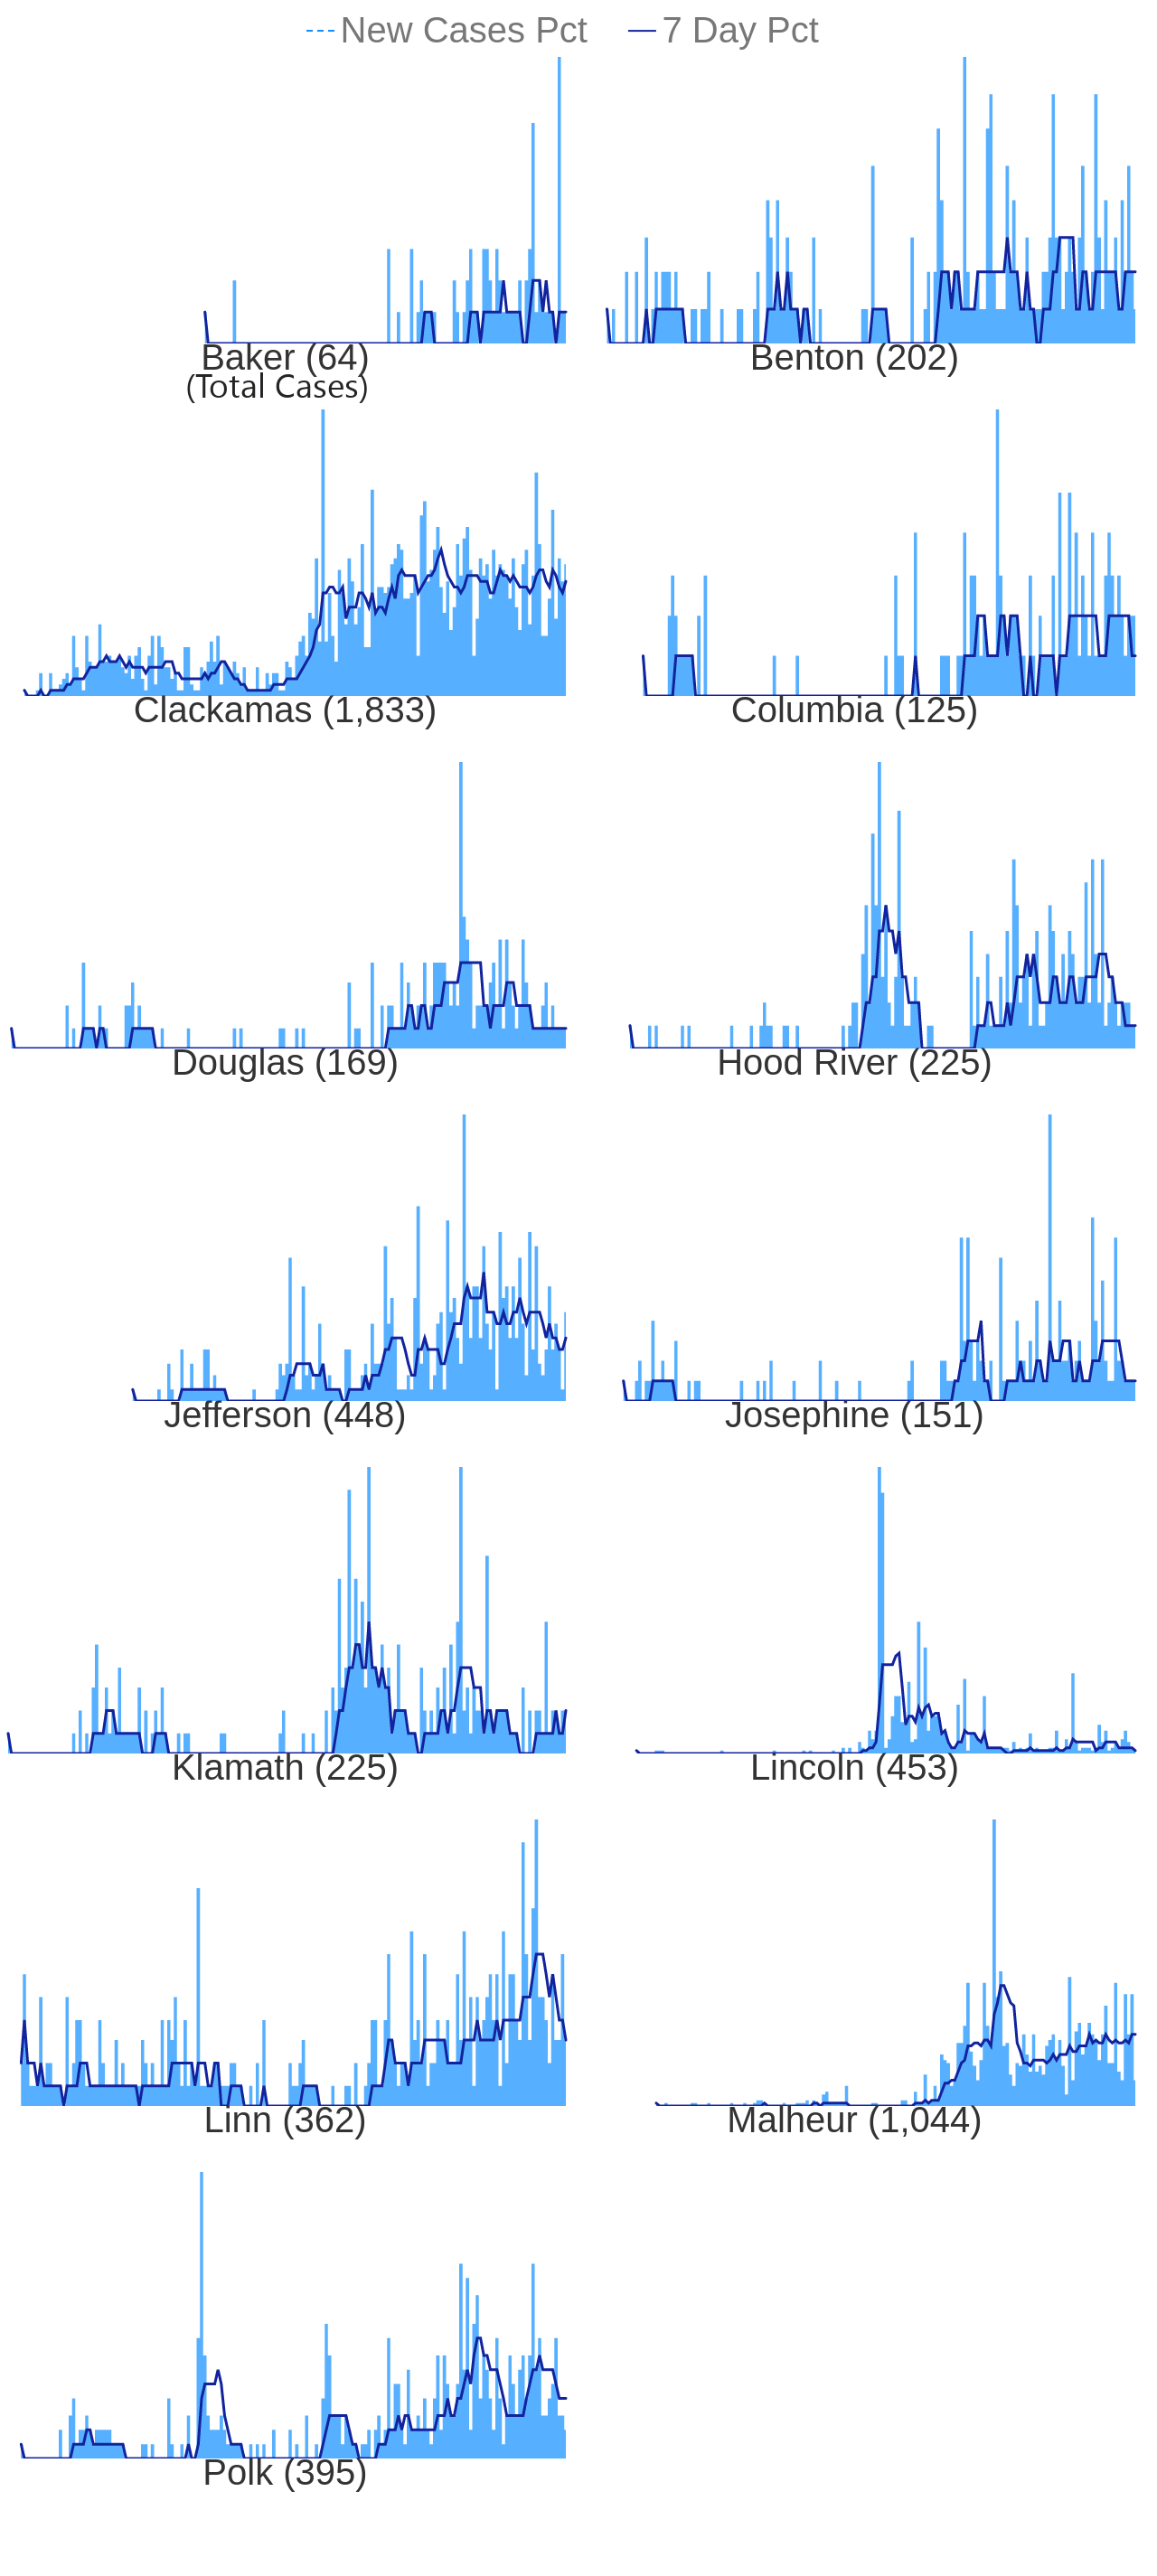 New Cases Pct 7 Day Pct
Baker (64) Benton (202)
(Total Cases)
Clackamas (1,833) Columbia (125)
Douglas (169) Hood River (225)
Jefferson (448) Josephine (151)
Klamath (225) Lincoln (453)
Linn (362) Malheur (1,044)
Polk (395)